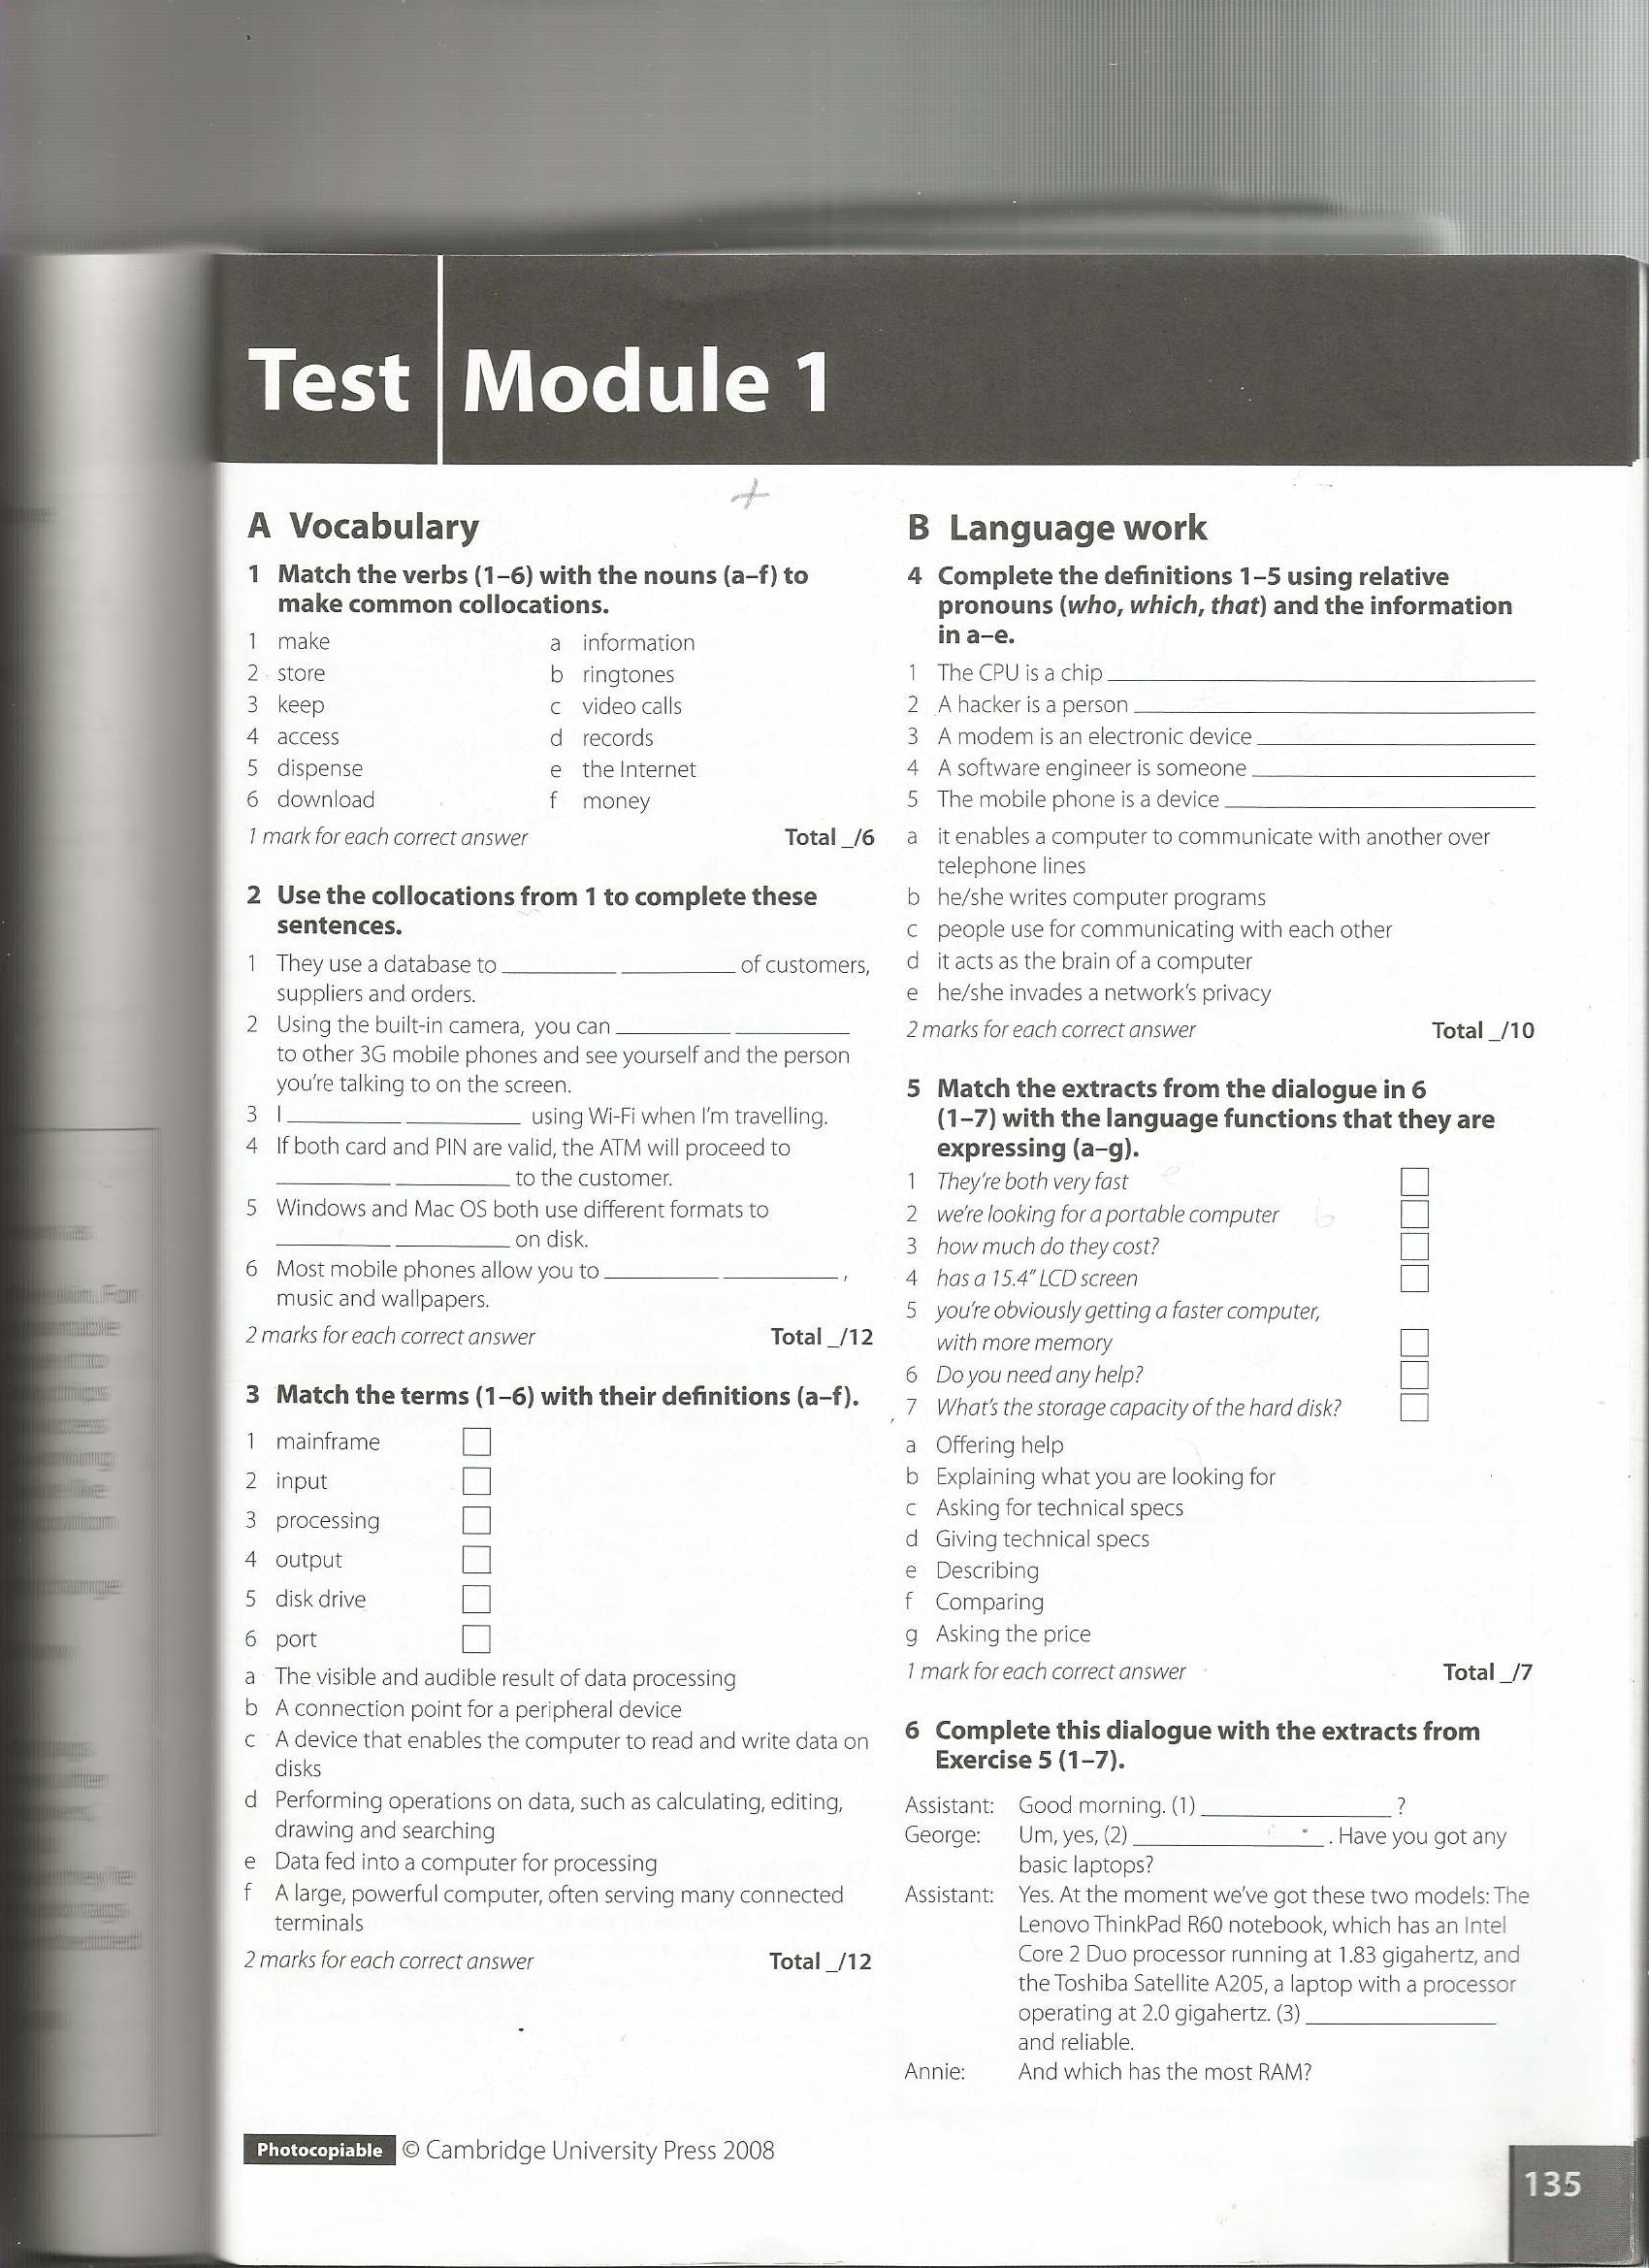 Test Module 1
A Vocabulary
1 Match the verbs (1–6) with the nouns (a–f) to
make common collocations.
1 make a information
2 store b ringtones
3 keep c video calls
4 access d records
5 dispense e the Internet
6 download f money
1 mark for each correct answer Total _/6
2 Use the collocations from 1 to complete these
sentences.
1 They use a database to ________ ________ of customers,
suppliers and orders.
2 Using the built-in camera, you can ________ ________
to other 3G mobile phones and see yourself and the person
you're talking to on the screen.
3 I ________ ________ using Wi-Fi when I'm travelling.
4 If both card and PIN are valid, the ATM will proceed to
________ ________ to the customer.
5 Windows and Mac OS both use different formats to
________ ________ on disk.
6 Most mobile phones allow you to ________ ________ ,
music and wallpapers.
2 marks for each correct answer Total _/12
3 Match the terms (1–6) with their definitions (a–f).
1 mainframe
2 input
3 processing
4 output
5 disk drive
6 port
a The visible and audible result of data processing
b A connection point for a peripheral device
c A device that enables the computer to read and write data on
disks
d Performing operations on data, such as calculating, editing,
drawing and searching
e Data fed into a computer for processing
f A large, powerful computer, often serving many connected
terminals
2 marks for each correct answer Total _/12
B Language work
4 Complete the definitions 1–5 using relative
pronouns (who, which, that) and the information
in a–e.
1 The CPU is a chip ________
2 A hacker is a person ________
3 A modem is an electronic device ________
4 A software engineer is someone ________
5 The mobile phone is a device ________
a it enables a computer to communicate with another over
telephone lines
b he/she writes computer programs
c people use for communicating with each other
d it acts as the brain of a computer
e he/she invades a network's privacy
2 marks for each correct answer Total _/10
5 Match the extracts from the dialogue in 6
(1–7) with the language functions that they are
expressing (a–g).
1 They're both very fast
2 we're looking for a portable computer
3 how much do they cost?
4 has a 15.4" LCD screen
5 you're obviously getting a faster computer,
with more memory
6 Do you need any help?
7 What's the storage capacity of the hard disk?
a Offering help
b Explaining what you are looking for
c Asking for technical specs
d Giving technical specs
e Describing
f Comparing
g Asking the price
1 mark for each correct answer Total _/7
6 Complete this dialogue with the extracts from
Exercise 5 (1–7).
Assistant: Good morning. (1) ________ ?
George: Um, yes, (2) ________ . Have you got any
basic laptops?
Assistant: Yes. At the moment we've got these two models: The
Lenovo ThinkPad R60 notebook, which has an Intel
Core 2 Duo processor running at 1.83 gigahertz, and
the Toshiba Satellite A205, a laptop with a processor
operating at 2.0 gigahertz. (3) ________
and reliable.
Annie: And which has the most RAM?
Photocopiable © Cambridge University Press 2008
135